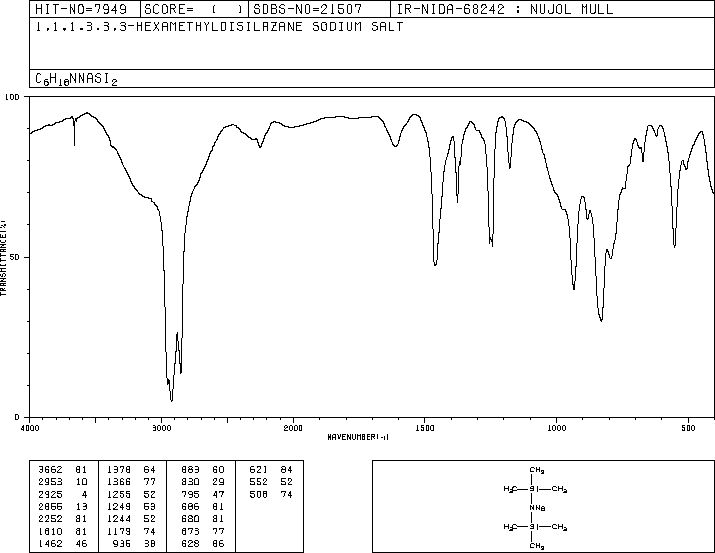 HIT-NO=7949 SCORE= ( ) SDBS-NO=21507 IR-NIDA-68242 : NUJOL MULL
1,1,1,3,3,3-HEXAMETHYLDISILAZANE SODIUM SALT
C6H18NNASI2
100
50
0
TRANSMITTANCE(%)
4000 3000 2000 1500 1000 500
WAVENUMBER(-1)
3662 81 1378 64 883 60 621 84
2953 10 1366 77 830 29 552 52
2925 4 1255 52 795 47 508 74
2855 13 1249 53 686 81
2252 81 1244 52 680 81
1610 81 1179 74 673 77
1462 46 936 38 628 86
CH3
H3C Si CH3
NNa
H3C Si CH3
CH3